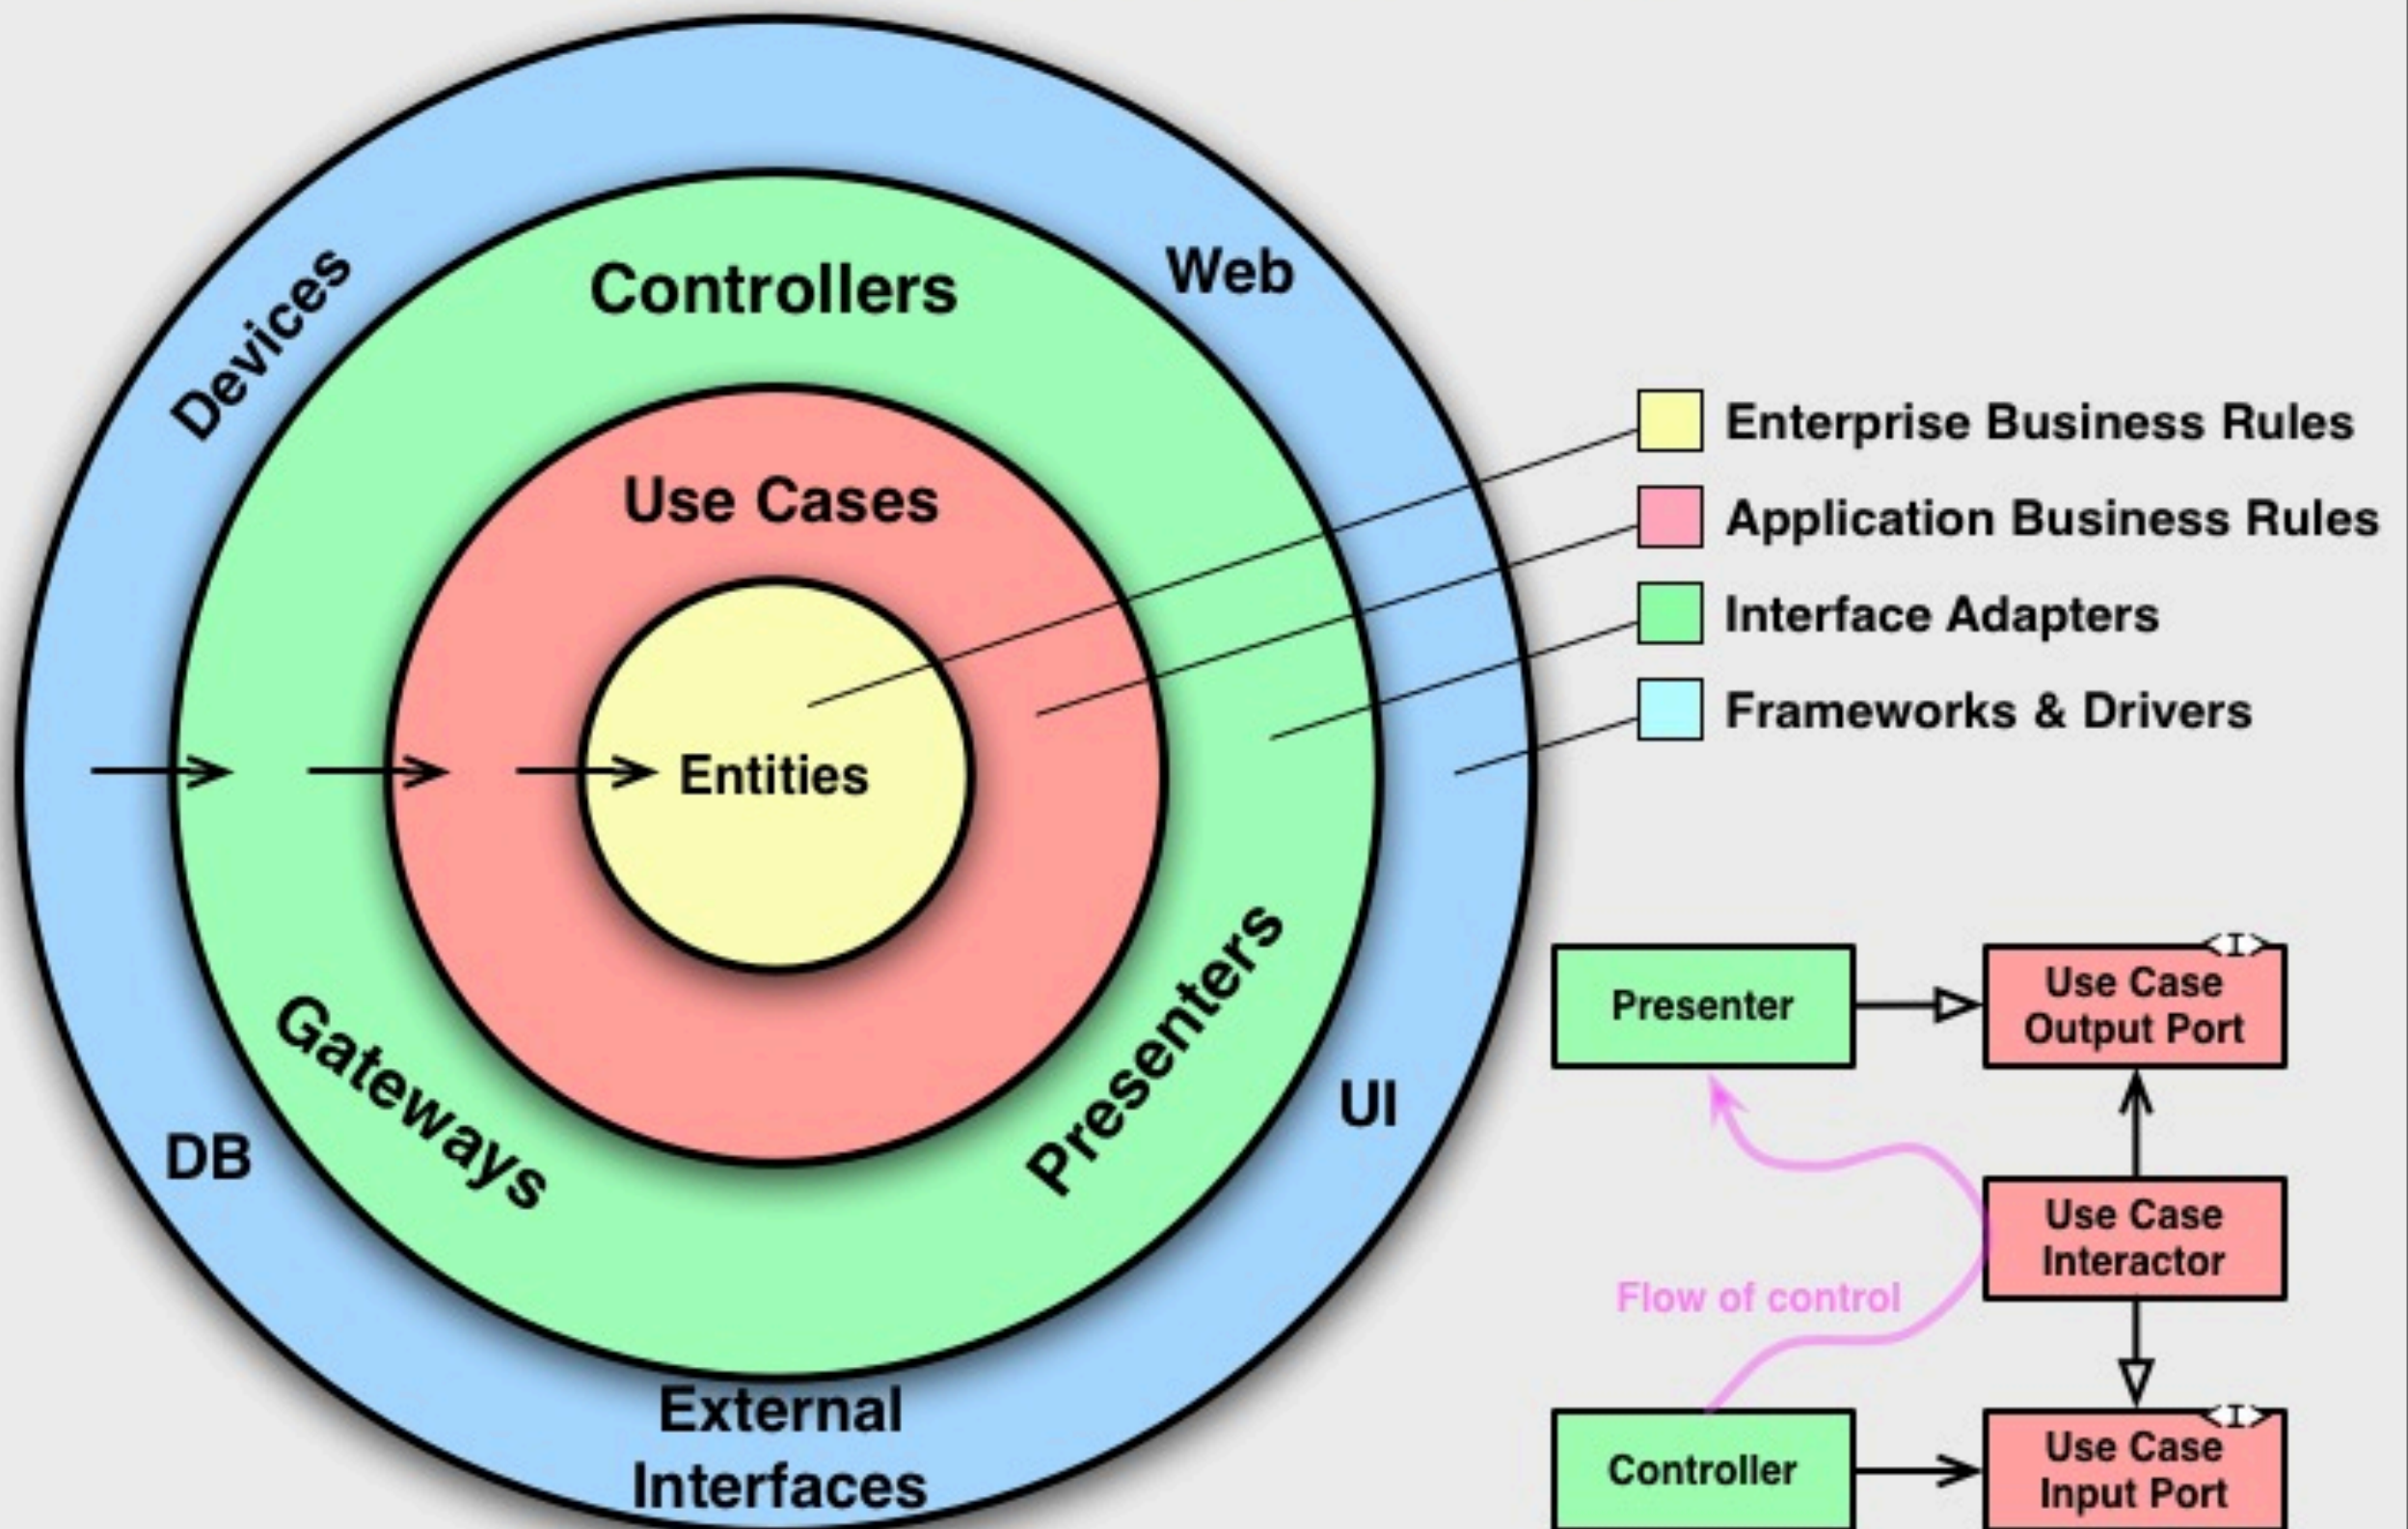 Devices
Web
Controllers
Use Cases
Entities
Gateways
Presenters
DB
UI
External
Interfaces
Enterprise Business Rules
Application Business Rules
Interface Adapters
Frameworks & Drivers
Presenter
<I>
Use Case
Output Port
Use Case
Interactor
Flow of control
Controller
<I>
Use Case
Input Port